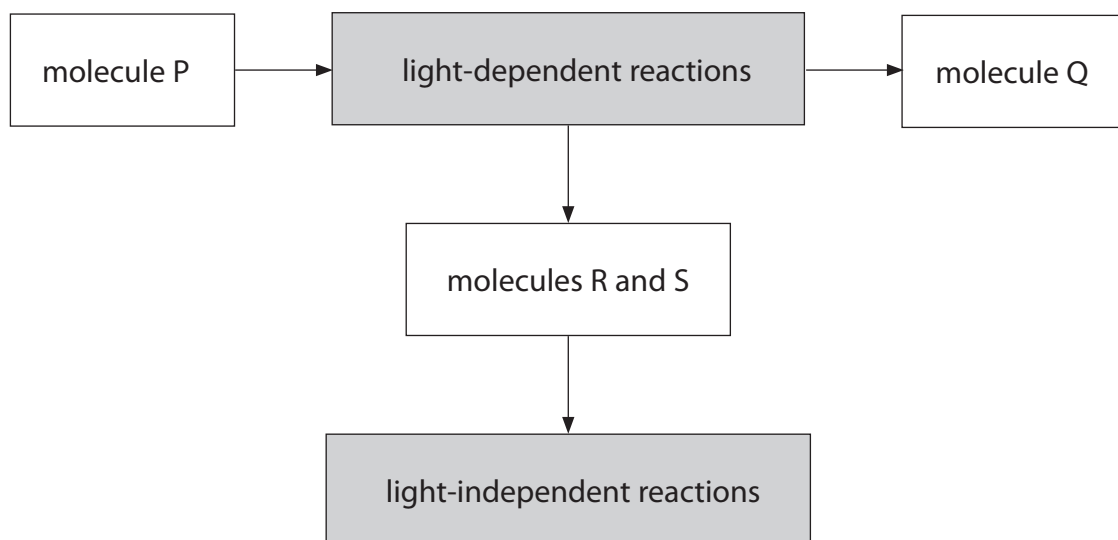 molecule P
light-dependent reactions
molecule Q
molecules R and S
light-independent reactions